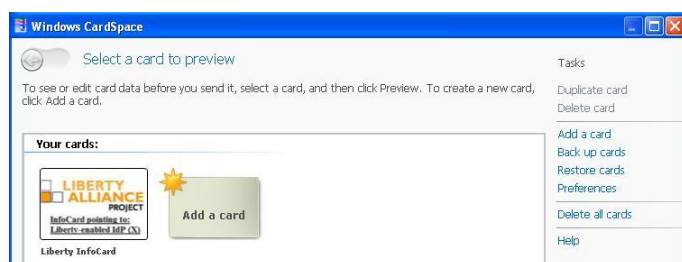 Windows CardSpace
Select a card to preview
To see or edit card data before you send it, select a card, and then click Preview. To create a new card,
click Add a card.
Your cards:
LIBERTY
ALLIANCE
PROJECT
InfoCard pointing to:
Liberty-enabled IdP (X)
Liberty InfoCard
Add a card
Tasks
Duplicate card
Delete card
Add a card
Back up cards
Restore cards
Preferences
Delete all cards
Help